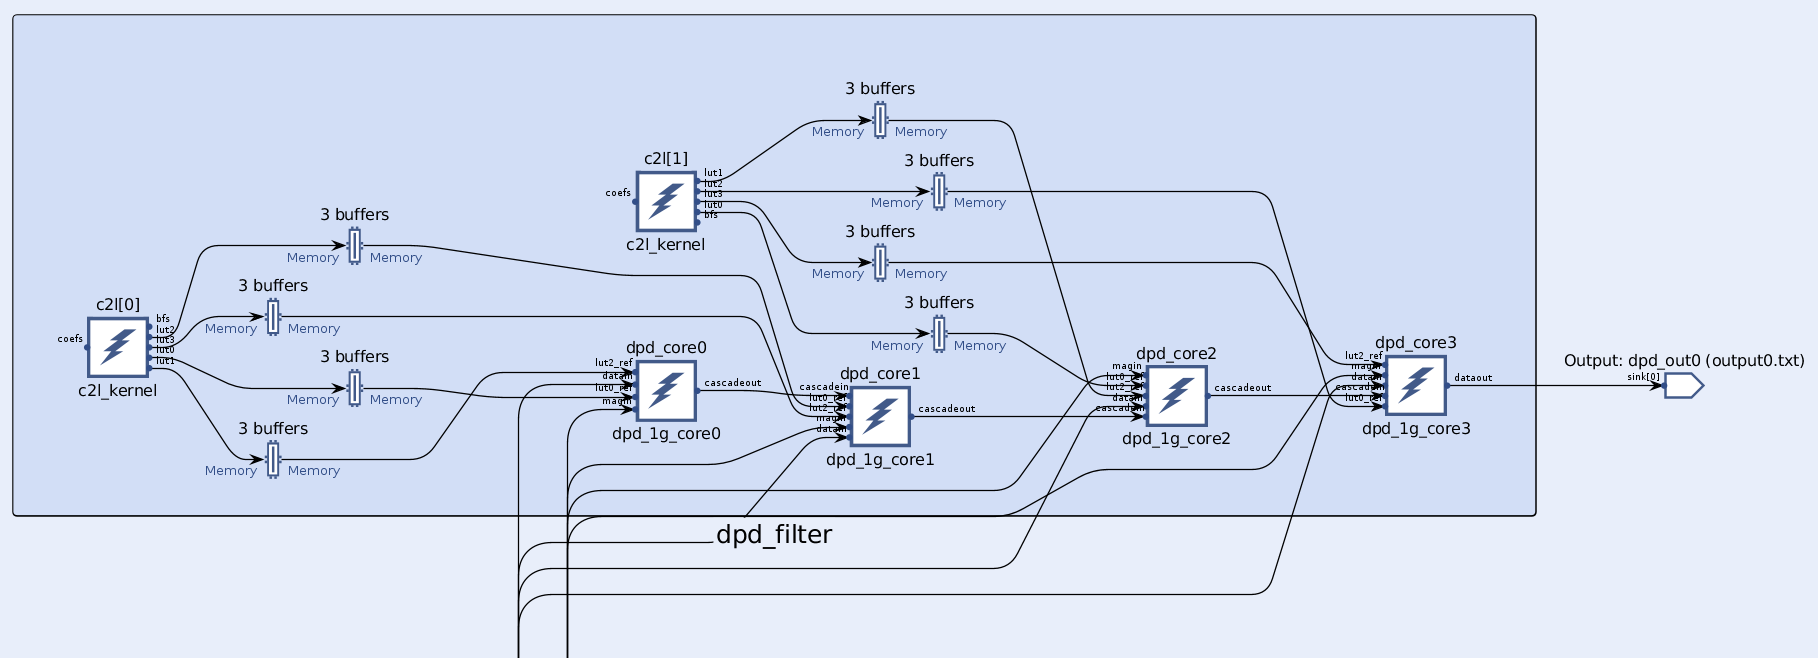 3 buffers
Memory Memory
c2l[1]
3 buffers
lut1
lut2
lut3
lut0
bfs
coefs
Memory Memory
c2l_kernel
3 buffers
Memory Memory
3 buffers
Memory Memory
3 buffers
Memory Memory
c2l[0]
3 buffers
bfs
lut2
lut3
lut0
lut1
coefs
Memory Memory
c2l_kernel
3 buffers
Memory Memory
3 buffers
Memory Memory
dpd_core0
lut2_ref
datain
lut0_ref
magin
cascadeout
dpd_1g_core0
dpd_core1
cascadein
lut0_ref
lut2_ref
magin
datain
cascadeout
dpd_1g_core1
dpd_core2
magin
lut0_ref
lut2_ref
datain
cascadein
cascadeout
dpd_1g_core2
dpd_core3
lut2_ref
magin
datain
cascadein
lut0_ref
dataout
dpd_1g_core3
Output: dpd_out0 (output0.txt)
sink[0]
dpd_filter